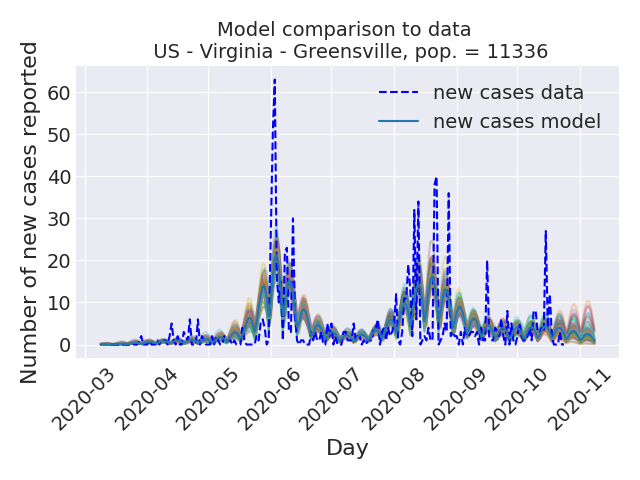 Model comparison to data
US - Virginia - Greensville, pop. = 11336
Number of new cases reported
60
50
40
30
20
10
0
new cases data
new cases model
2020-03
2020-04
2020-05
2020-06
2020-07
2020-08
2020-09
2020-10
2020-11
Day